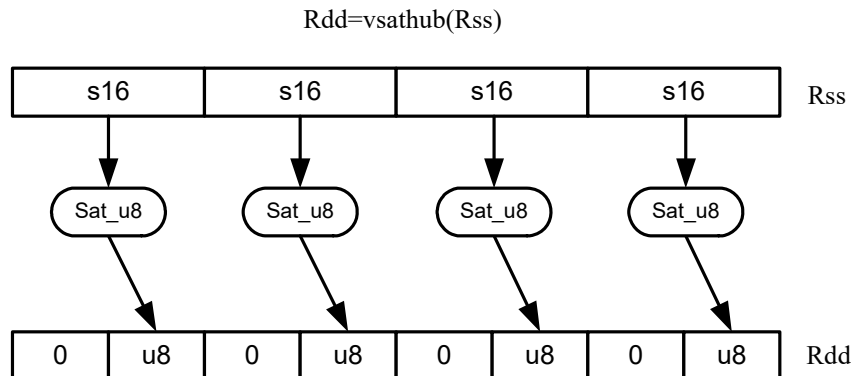 Rdd=vsathub(Rss)
s16 s16 s16 s16 Rss
Sat_u8 Sat_u8 Sat_u8 Sat_u8
0 u8 0 u8 0 u8 0 u8 Rdd